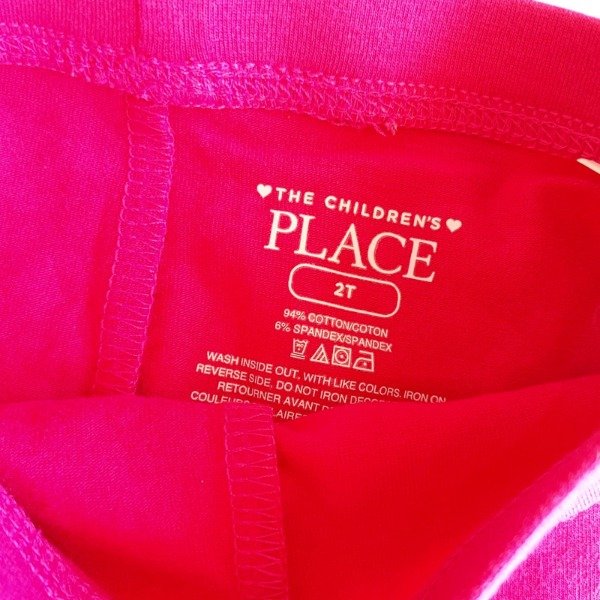 THE CHILDREN'S
PLACE
2T
94% COTTON/COTON
6% SPANDEX/SPANDEX
WASH INSIDE OUT, WITH LIKE COLORS. IRON ON
REVERSE SIDE. DO NOT IRON
RETOURNER AVANT